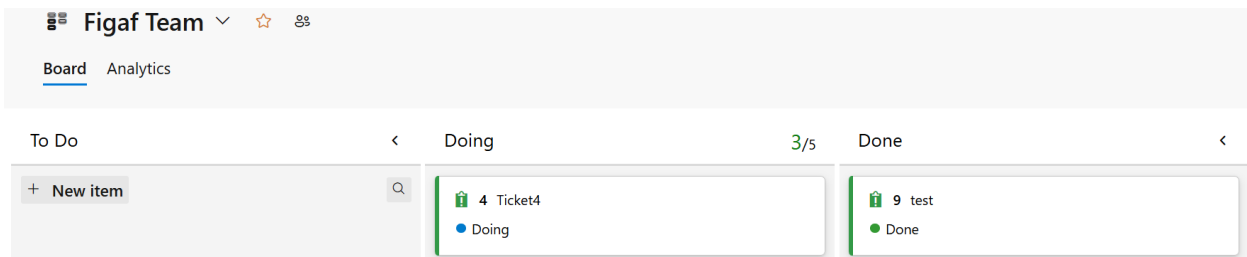 Figaf Team
Board Analytics
To Do
Doing 3/5
Done
+ New item
4 Ticket4
Doing
9 test
Done